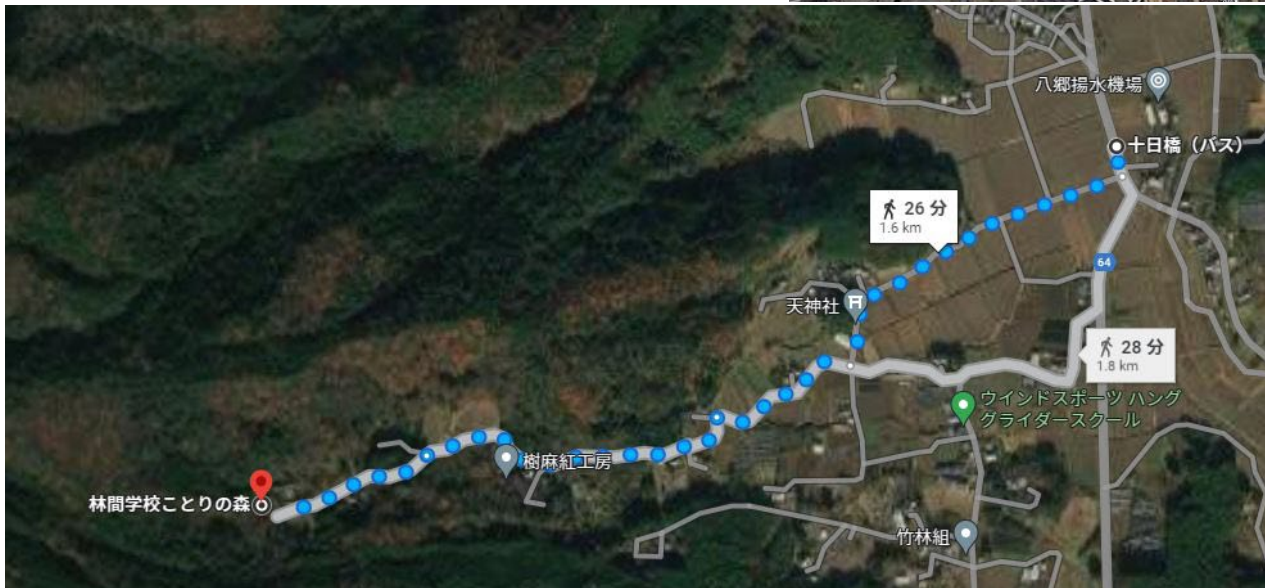 八郷揚水機場
十日橋（バス）
26 分
1.6 km
64
天神社
28 分
1.8 km
ウインドスポーツ ハング
グライダースクール
樹麻紅工房
林間学校ことりの森
竹林組